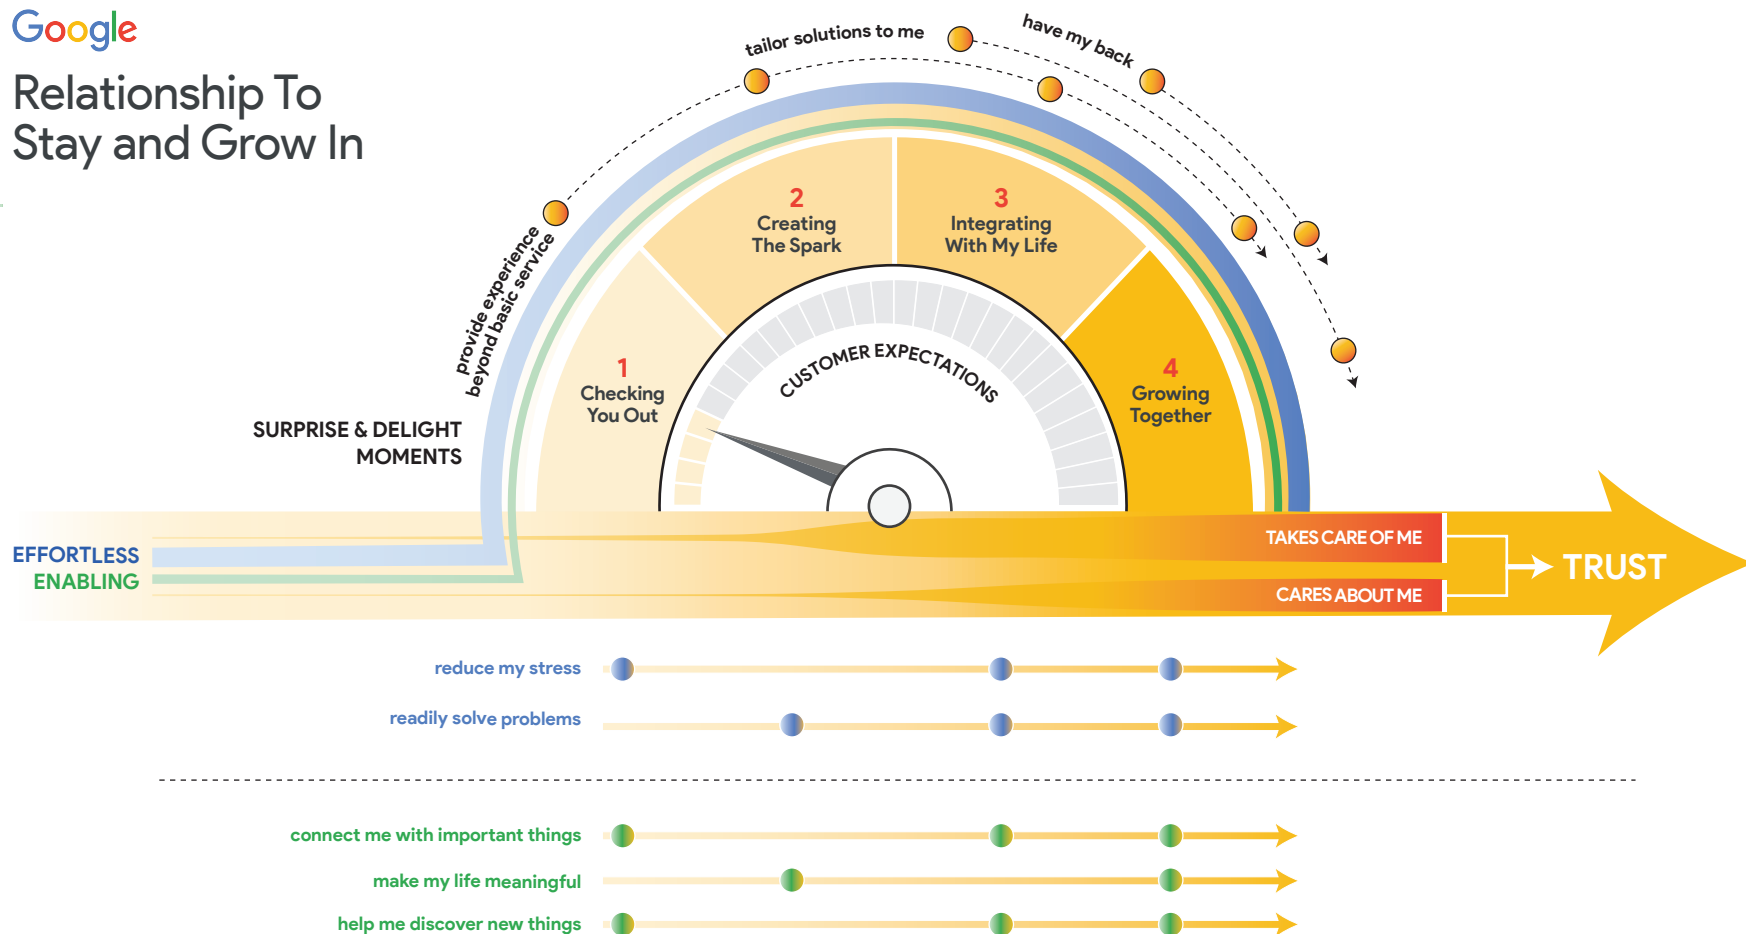 Google
Relationship To
Stay and Grow In
tailor solutions to me
have my back
provide experience
beyond basic service
SURPRISE & DELIGHT
MOMENTS
1
Checking
You Out
2
Creating
The Spark
3
Integrating
With My Life
4
Growing
Together
CUSTOMER EXPECTATIONS
EFFORTLESS
ENABLING
TAKES CARE OF ME
CARES ABOUT ME
TRUST
reduce my stress
readily solve problems
connect me with important things
make my life meaningful
help me discover new things